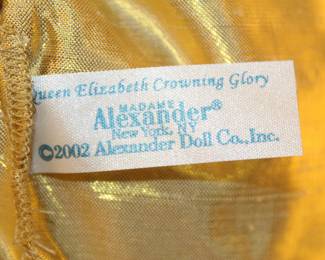 Queen Elizabeth Crowning Glory
MADAME
Alexander®
New York, NY
©2002 Alexander Doll Co., Inc.